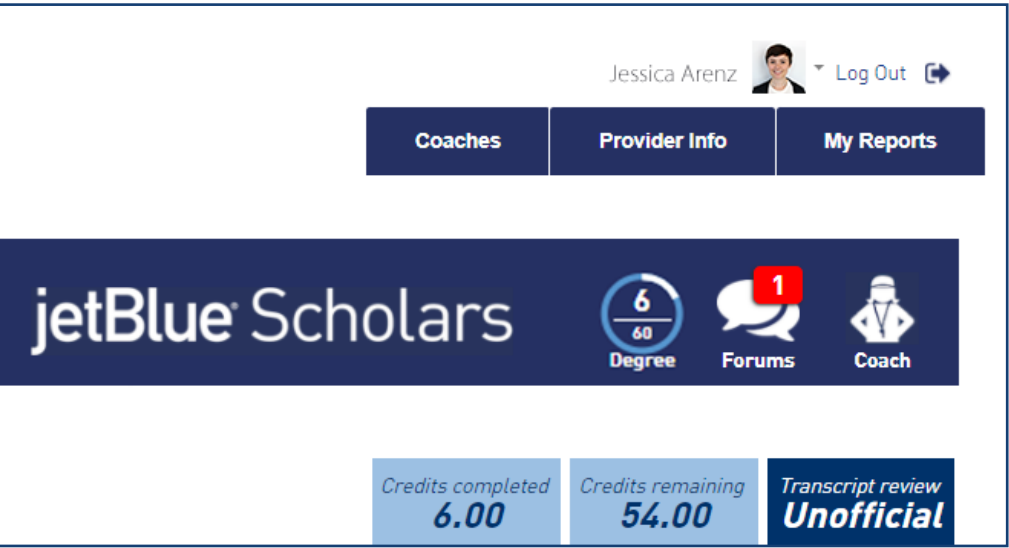 Jessica Arenz Log Out
Coaches Provider Info My Reports
jetBlue Scholars
6
60
1
Degree Forums Coach
Credits completed Credits remaining Transcript review
6.00 54.00 Unofficial